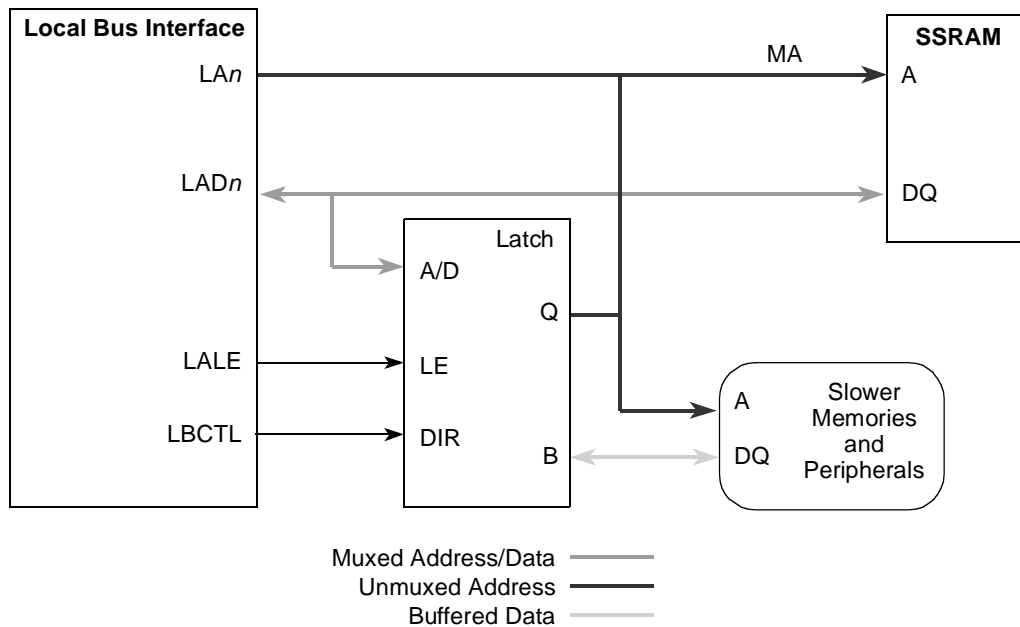 Local Bus Interface
SSRAM
LAn
MA
A
LADn
DQ
Latch
A/D
Q
LALE
LE
A
Slower
Memories
and
Peripherals
LBCTL
DIR
B
DQ
Muxed Address/Data
Unmuxed Address
Buffered Data